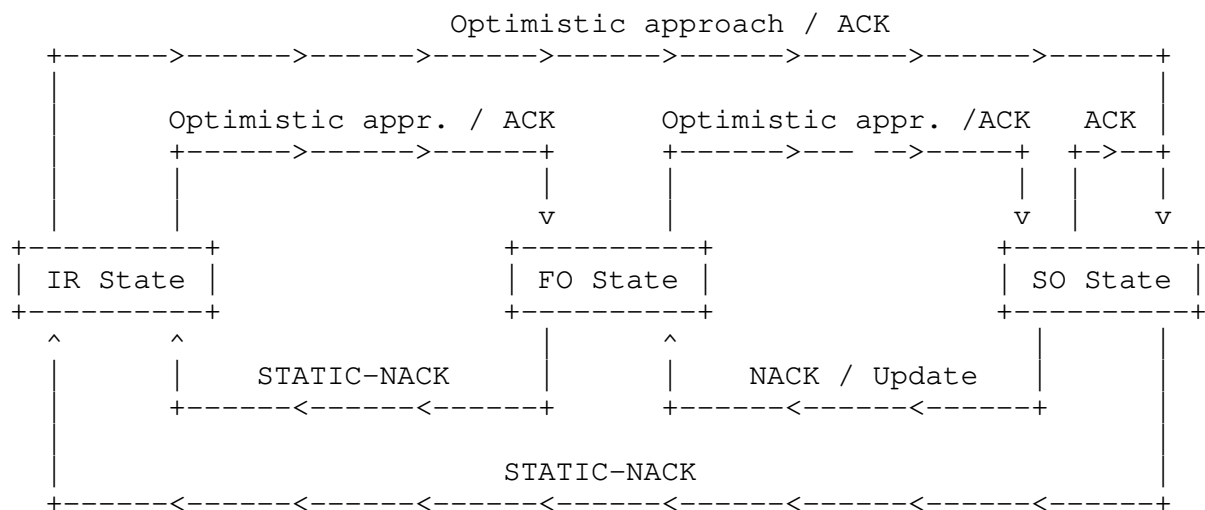 Optimistic approach / ACK
Optimistic appr. / ACK Optimistic appr. /ACK ACK
IR State FO State SO State
STATIC-NACK NACK / Update
STATIC-NACK